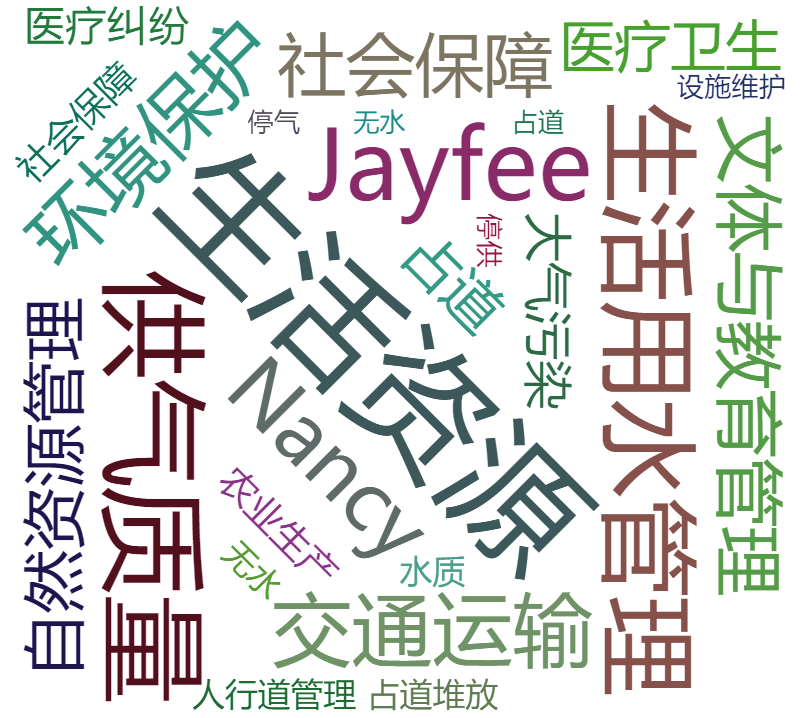 医疗纠纷
社会保障
医疗卫生
设施维护
社会保障
环境保护
停气
无水
占道
Jayfee
生活用水管理
文体与教育管理
生活资源
停供
大气污染
占道
供气质量
自然资源管理
Nancy
农业生产
无水
水质
交通运输
人行道管理
占道堆放